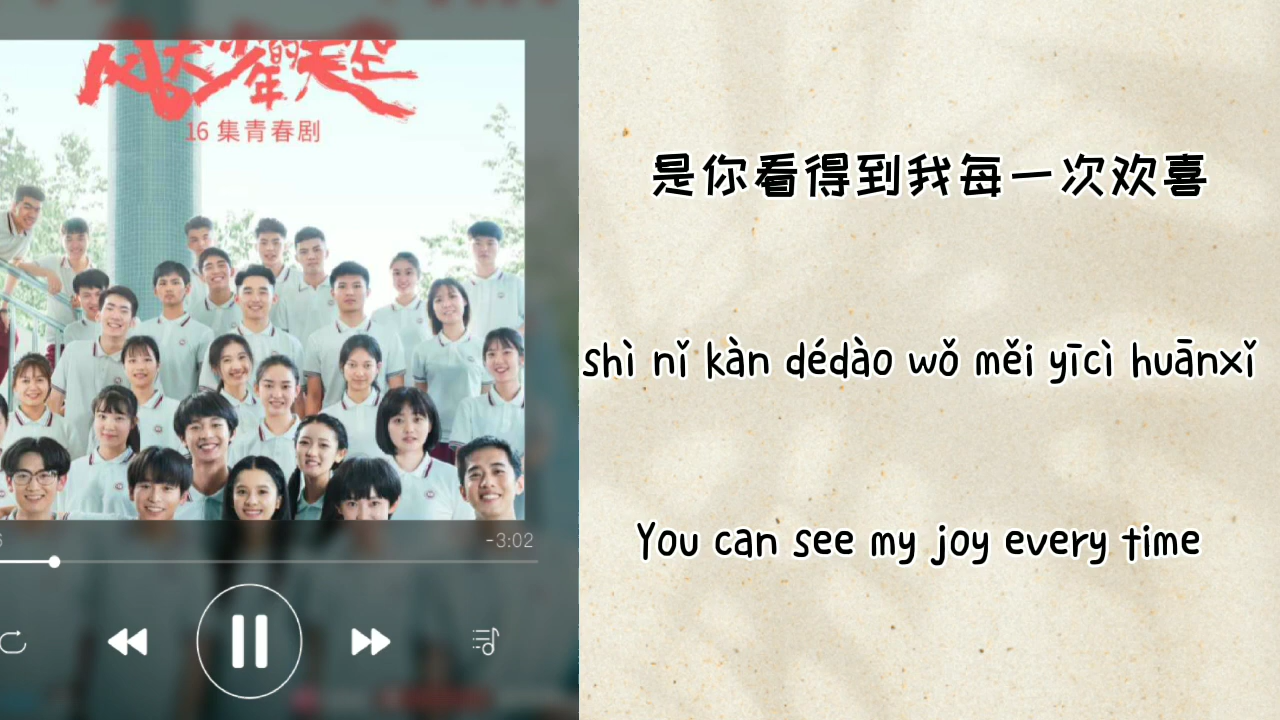 风犬少年的天空
16 集青春剧
-3:02
是你看得到我每一次欢喜
shì nǐ kàn dédào wǒ měi yīcì huānxǐ
You can see my joy every time